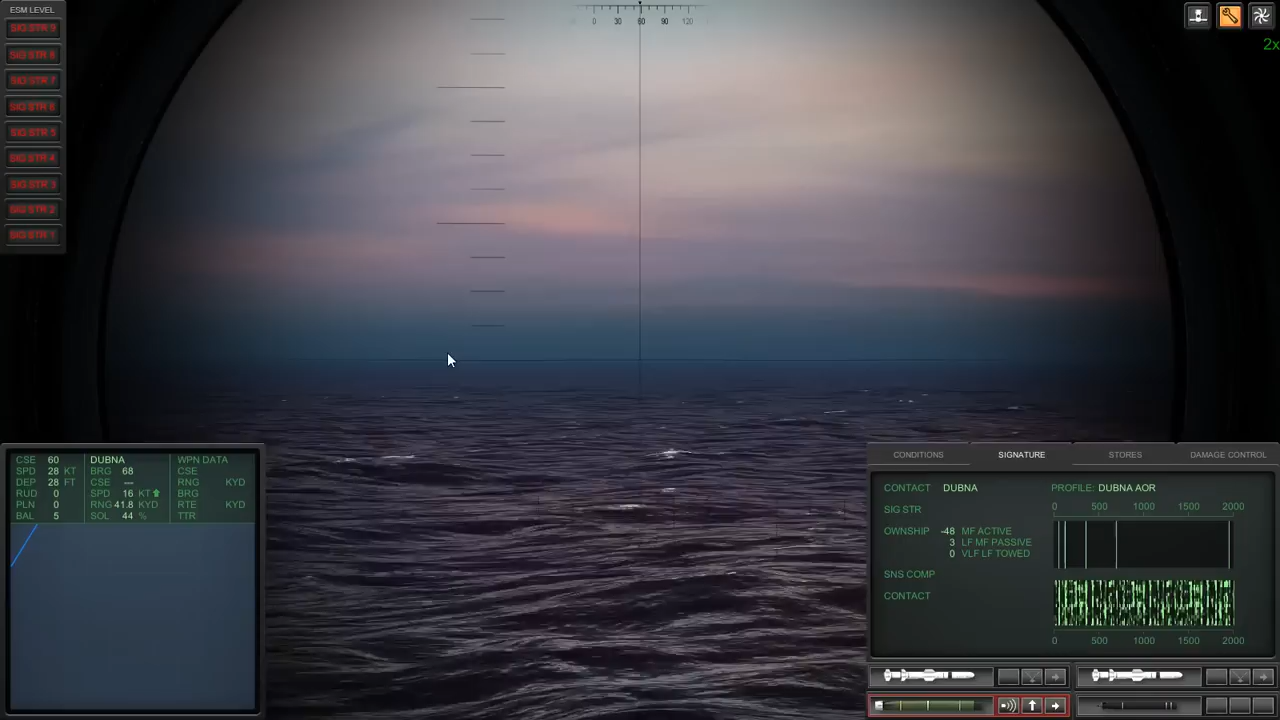 ESM LEVEL
SIG STR 9
SIG STR 8
SIG STR 7
SIG STR 6
SIG STR 5
SIG STR 4
SIG STR 3
SIG STR 2
SIG STR 1
0 30 60 90 120
2x
CSE 60
SPD 28 KT
DEP 28 FT
RUD 0
PLN 0
BAL 5
DUBNA
BRG 68
CSE ---
SPD 16 KT
RNG 41.8 KYD
SOL 44 %
WPN DATA
CSE
RNG KYD
BRG
RTE KYD
TTR
CONDITIONS SIGNATURE STORES DAMAGE CONTROL
CONTACT DUBNA
SIG STR
OWNSHIP -48 MF ACTIVE
3 LF MF PASSIVE
0 VLF LF TOWED
SNS COMP
CONTACT
PROFILE: DUBNA AOR
0 500 1000 1500 2000
0 500 1000 1500 2000